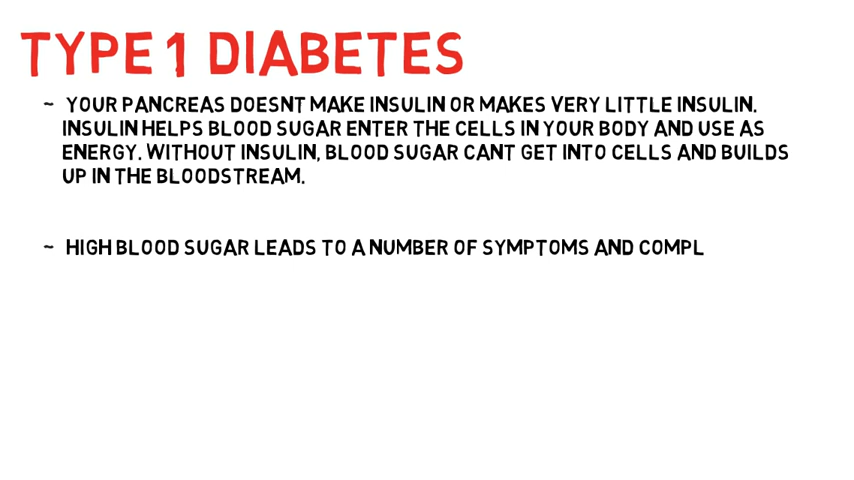 TYPE 1 DIABETES
~ YOUR PANCREAS DOESNT MAKE INSULIN OR MAKES VERY LITTLE INSULIN.
INSULIN HELPS BLOOD SUGAR ENTER THE CELLS IN YOUR BODY AND USE AS
ENERGY. WITHOUT INSULIN, BLOOD SUGAR CANT GET INTO CELLS AND BUILDS
UP IN THE BLOODSTREAM.
~ HIGH BLOOD SUGAR LEADS TO A NUMBER OF SYMPTOMS AND COMPL